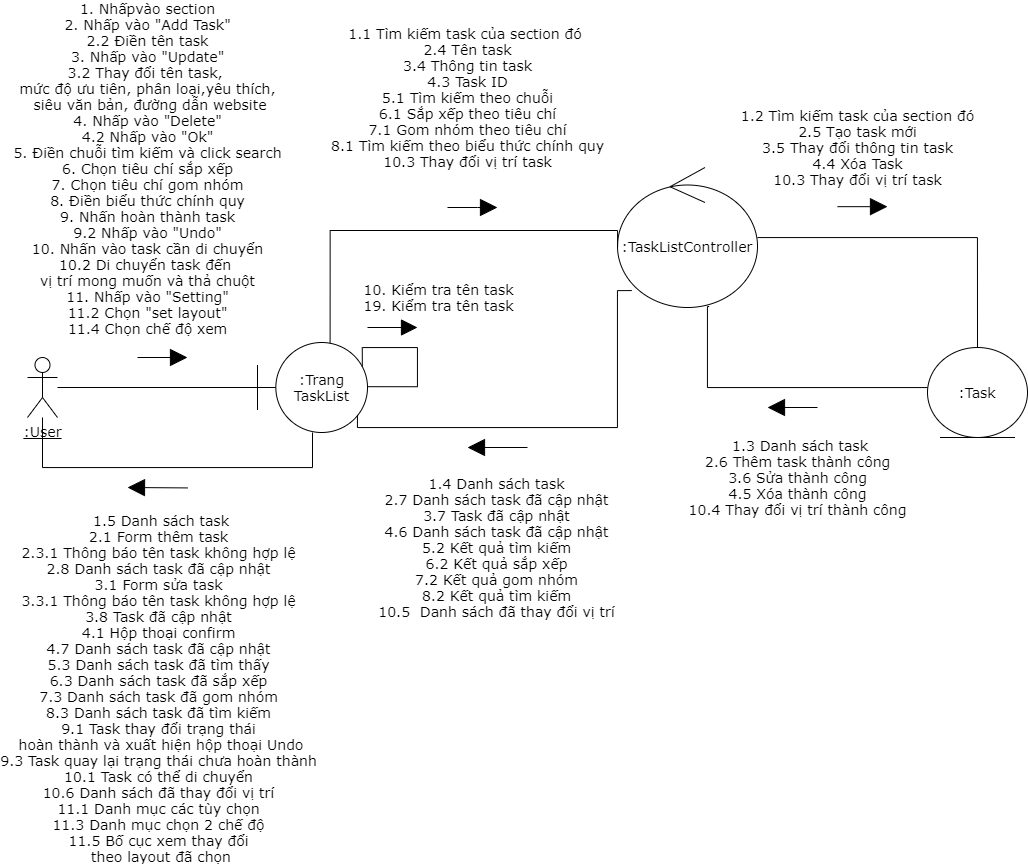 1. Nhấpvào section
2. Nhấp vào "Add Task"
2.2 Điền tên task
3. Nhấp vào "Update"
3.2 Thay đổi tên task,
mức độ ưu tiên, phân loại,yêu thích,
siêu văn bản, đường dẫn website
4. Nhấp vào "Delete"
4.2 Nhấp vào "Ok"
5. Điền chuỗi tìm kiếm và click search
6. Chọn tiêu chí sắp xếp
7. Chọn tiêu chí gom nhóm
8. Điền biểu thức chính quy
9. Nhấn hoàn thành task
9.2 Nhấp vào "Undo"
10. Nhấn vào task cần di chuyển
10.2 Di chuyển task đến
vị trí mong muốn và thả chuột
11. Nhấp vào "Setting"
11.2 Chọn "set layout"
11.4 Chọn chế độ xem
1.1 Tìm kiếm task của section đó
2.4 Tên task
3.4 Thông tin task
4.3 Task ID
5.1 Tìm kiếm theo chuỗi
6.1 Sắp xếp theo tiêu chí
7.1 Gom nhóm theo tiêu chí
8.1 Tìm kiếm theo biểu thức chính quy
10.3 Thay đổi vị trí task
1.2 Tìm kiếm task của section đó
2.5 Tạo task mới
3.5 Thay đổi thông tin task
4.4 Xóa Task
10.3 Thay đổi vị trí task
:TaskListController
10. Kiểm tra tên task
19. Kiểm tra tên task
:Trang
TaskList
:Task
:User
1.3 Danh sách task
2.6 Thêm task thành công
3.6 Sửa thành công
4.5 Xóa thành công
10.4 Thay đổi vị trí thành công
1.4 Danh sách task
2.7 Danh sách task đã cập nhật
3.7 Task đã cập nhật
4.6 Danh sách task đã cập nhật
5.2 Kết quả tìm kiếm
6.2 Kết quả sắp xếp
7.2 Kết quả gom nhóm
8.2 Kết quả tìm kiếm
10.5 Danh sách đã thay đổi vị trí
1.5 Danh sách task
2.1 Form thêm task
2.3.1 Thông báo tên task không hợp lệ
2.8 Danh sách task đã cập nhật
3.1 Form sửa task
3.3.1 Thông báo tên task không hợp lệ
3.8 Task đã cập nhật
4.1 Hộp thoại confirm
4.7 Danh sách task đã cập nhật
5.3 Danh sách task đã tìm thấy
6.3 Danh sách task đã sắp xếp
7.3 Danh sách task đã gom nhóm
8.3 Danh sách task đã tìm kiếm
9.1 Task thay đổi trạng thái
hoàn thành và xuất hiện hộp thoại Undo
9.3 Task quay lại trạng thái chưa hoàn thành
10.1 Task có thể di chuyển
10.6 Danh sách đã thay đổi vị trí
11.1 Danh mục các tùy chọn
11.3 Danh mục chọn 2 chế độ
11.5 Bố cục xem thay đổi
theo layout đã chọn